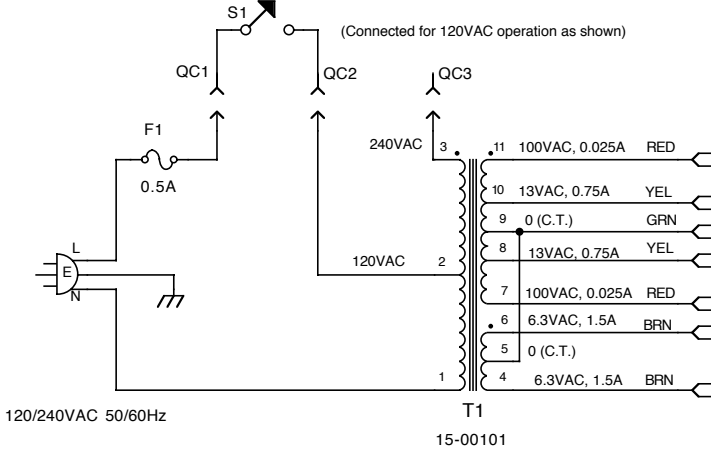 S1
(Connected for 120VAC operation as shown)
QC1
QC2
QC3
F1
0.5A
240VAC
3
11
100VAC, 0.025A
RED
10
13VAC, 0.75A
YEL
9
0 (C.T.)
GRN
8
13VAC, 0.75A
YEL
L
E
N
120VAC
2
7
100VAC, 0.025A
RED
6
6.3VAC, 1.5A
BRN
5
0 (C.T.)
1
4
6.3VAC, 1.5A
BRN
120/240VAC 50/60Hz
T1
15-00101